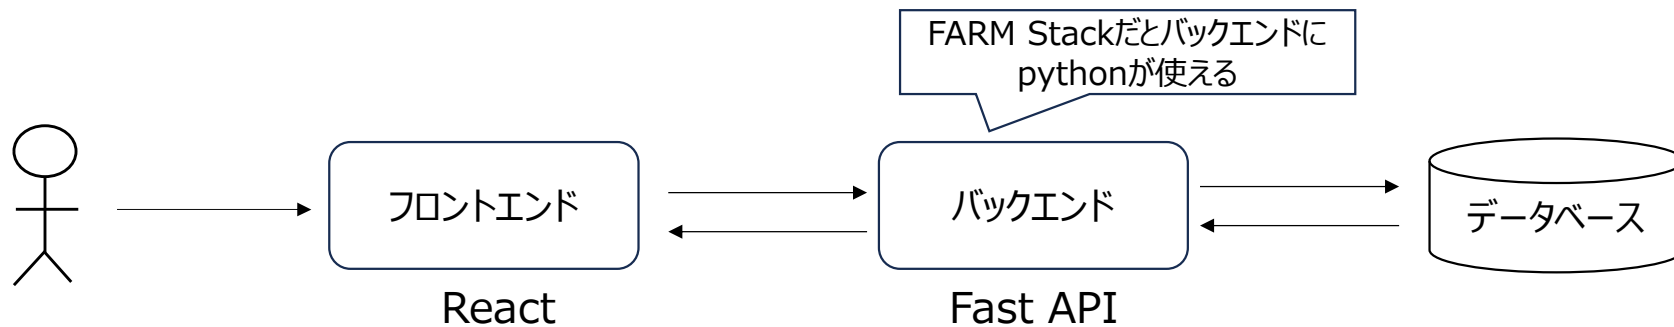 FARM Stackだとバックエンドに
pythonが使える
フロントエンド
バックエンド
データベース
React
Fast API